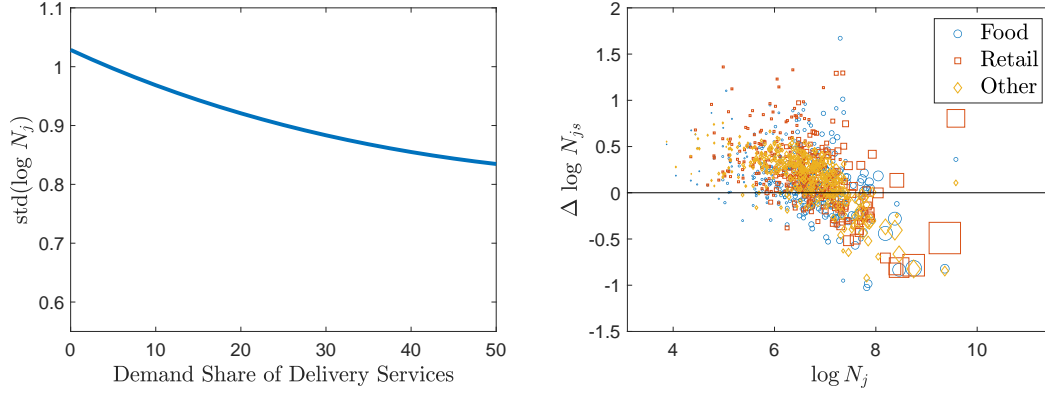 1.1
1
0.9
0.8
0.7
0.6
std(log N_j)
0 10 20 30 40 50
Demand Share of Delivery Services
2
1.5
1
0.5
0
-0.5
-1
-1.5
Δ log N_js
4 6 8 10
log N_j
Food
Retail
Other